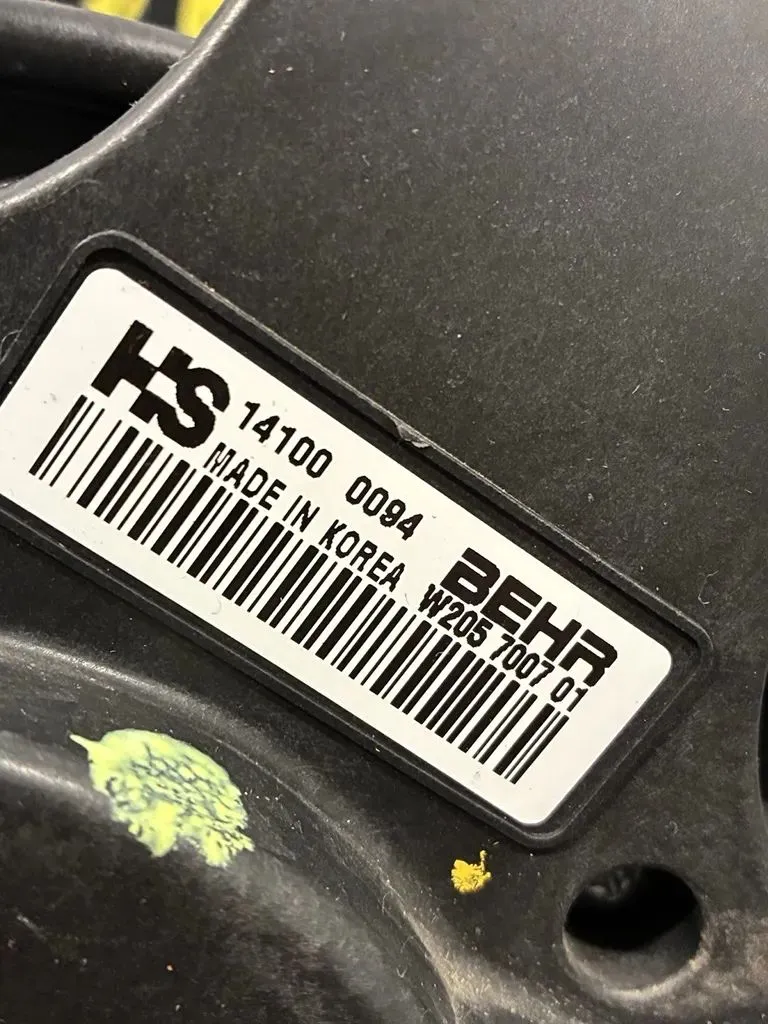 HS 14100 0094
MADE IN KOREA
BEHR
W205 7007 01